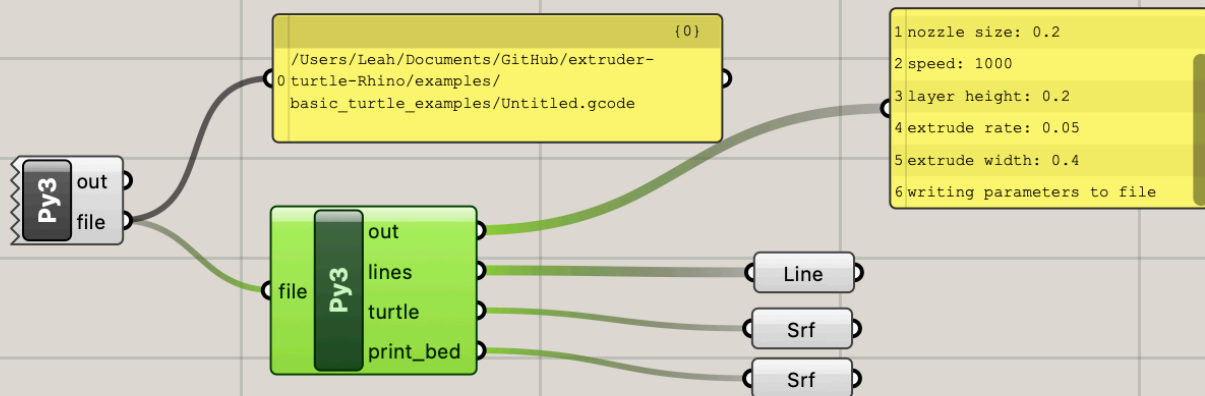 {0}
0
/Users/Leah/Documents/GitHub/extruder-
turtle-Rhino/examples/
basic_turtle_examples/Untitled.gcode
1 nozzle size: 0.2
2 speed: 1000
3 layer height: 0.2
4 extrude rate: 0.05
5 extrude width: 0.4
6 writing parameters to file
Py3
out
file
file
Py3
out
lines
turtle
print_bed
Line
Srf
Srf